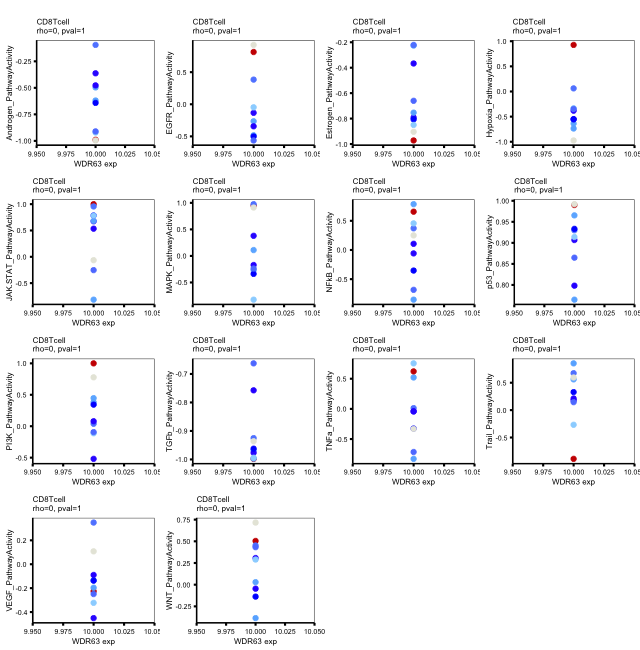 CD8Tcell
rho=0, pval=1
Androgen_PathwayActivity
-0.25
-0.50
-0.75
-1.00
9.950 9.975 10.000 10.025 10.05
WDR63 exp
CD8Tcell
rho=0, pval=1
EGFR_PathwayActivity
0.5
0.0
-0.5
9.950 9.975 10.000 10.025 10.05
WDR63 exp
CD8Tcell
rho=0, pval=1
Estrogen_PathwayActivity
-0.2
-0.4
-0.6
-0.8
-1.0
9.950 9.975 10.000 10.025 10.05
WDR63 exp
CD8Tcell
rho=0, pval=1
Hypoxia_PathwayActivity
1.0
0.5
0.0
-0.5
-1.0
9.950 9.975 10.000 10.025 10.05
WDR63 exp
CD8Tcell
rho=0, pval=1
JAK.STAT_PathwayActivity
1.0
0.5
0.0
-0.5
9.950 9.975 10.000 10.025 10.05
WDR63 exp
CD8Tcell
rho=0, pval=1
MAPK_PathwayActivity
1.0
0.5
0.0
-0.5
9.950 9.975 10.000 10.025 10.05
WDR63 exp
CD8Tcell
rho=0, pval=1
NFkB_PathwayActivity
0.5
0.0
-0.5
9.950 9.975 10.000 10.025 10.05
WDR63 exp
CD8Tcell
rho=0, pval=1
p53_PathwayActivity
1.00
0.95
0.90
0.85
0.80
9.950 9.975 10.000 10.025 10.05
WDR63 exp
CD8Tcell
rho=0, pval=1
PI3K_PathwayActivity
1.0
0.5
0.0
-0.5
9.950 9.975 10.000 10.025 10.05
WDR63 exp
CD8Tcell
rho=0, pval=1
TGFb_PathwayActivity
-0.7
-0.8
-0.9
-1.0
9.950 9.975 10.000 10.025 10.05
WDR63 exp
CD8Tcell
rho=0, pval=1
TNFa_PathwayActivity
0.5
0.0
-0.5
9.950 9.975 10.000 10.025 10.05
WDR63 exp
CD8Tcell
rho=0, pval=1
Trail_PathwayActivity
0.5
0.0
-0.5
9.950 9.975 10.000 10.025 10.05
WDR63 exp
CD8Tcell
rho=0, pval=1
VEGF_PathwayActivity
0.2
0.0
-0.2
-0.4
9.950 9.975 10.000 10.025 10.05
WDR63 exp
CD8Tcell
rho=0, pval=1
WNT_PathwayActivity
0.75
0.50
0.25
0.00
-0.25
9.950 9.975 10.000 10.025 10.050
WDR63 exp